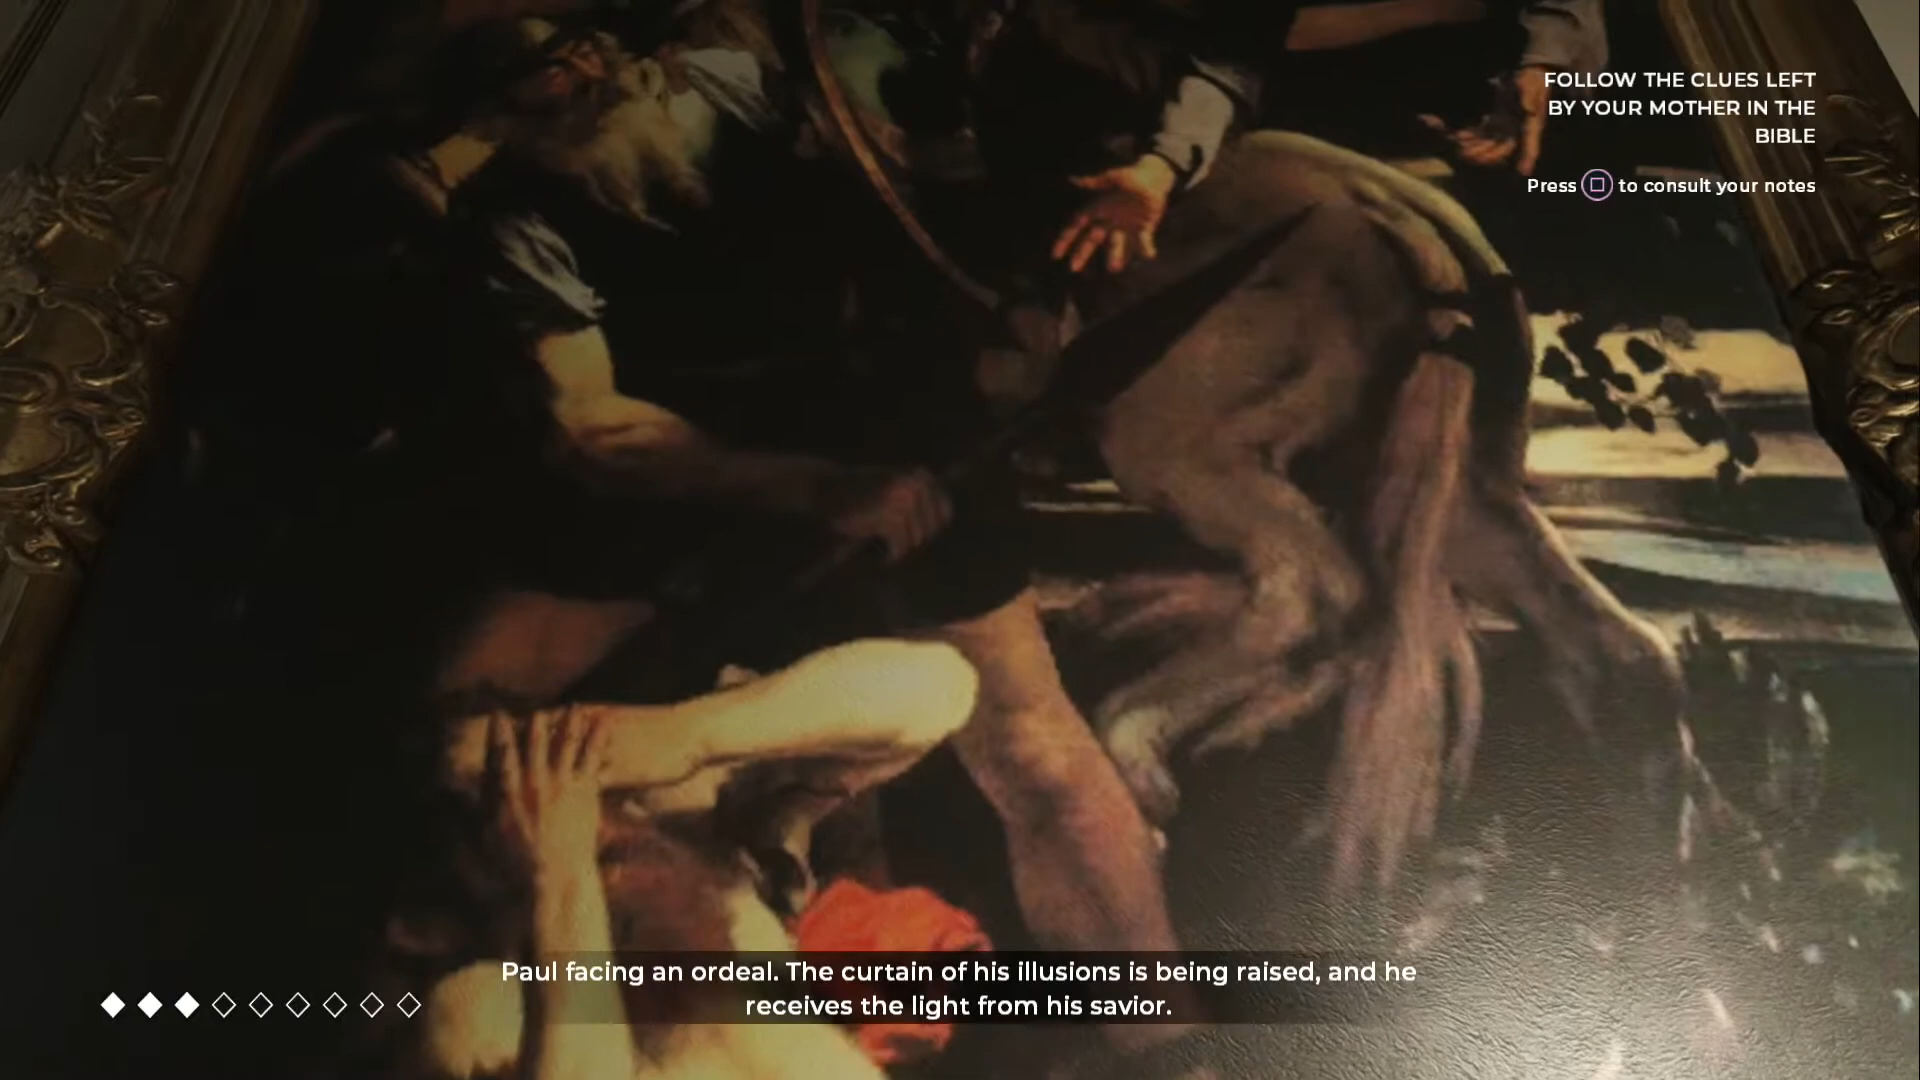 FOLLOW THE CLUES LEFT
BY YOUR MOTHER IN THE
BIBLE
Press to consult your notes
Paul facing an ordeal. The curtain of his illusions is being raised, and he
receives the light from his savior.